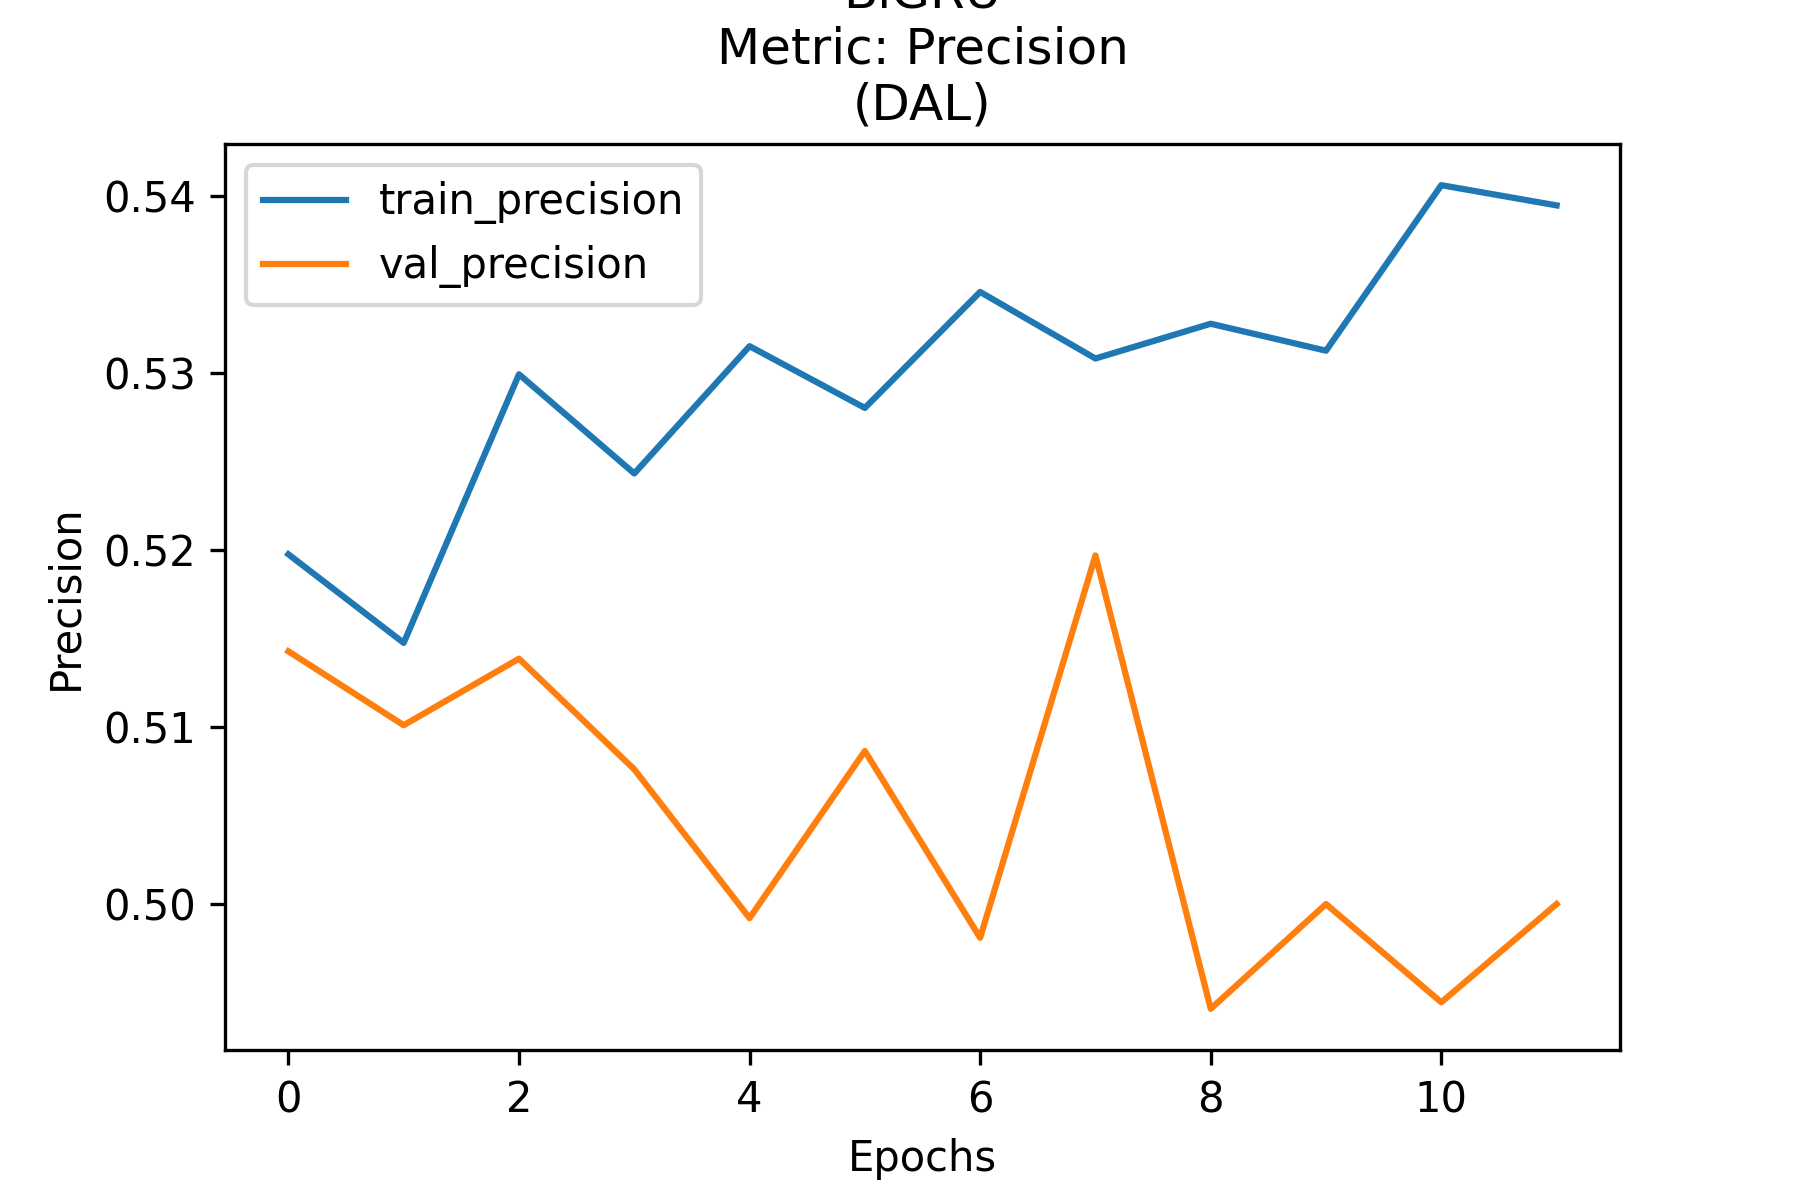 BiGRU
Metric: Precision
(DAL)
train_precision
val_precision
0.54
0.53
0.52
0.51
0.50
Precision
0 2 4 6 8 10
Epochs